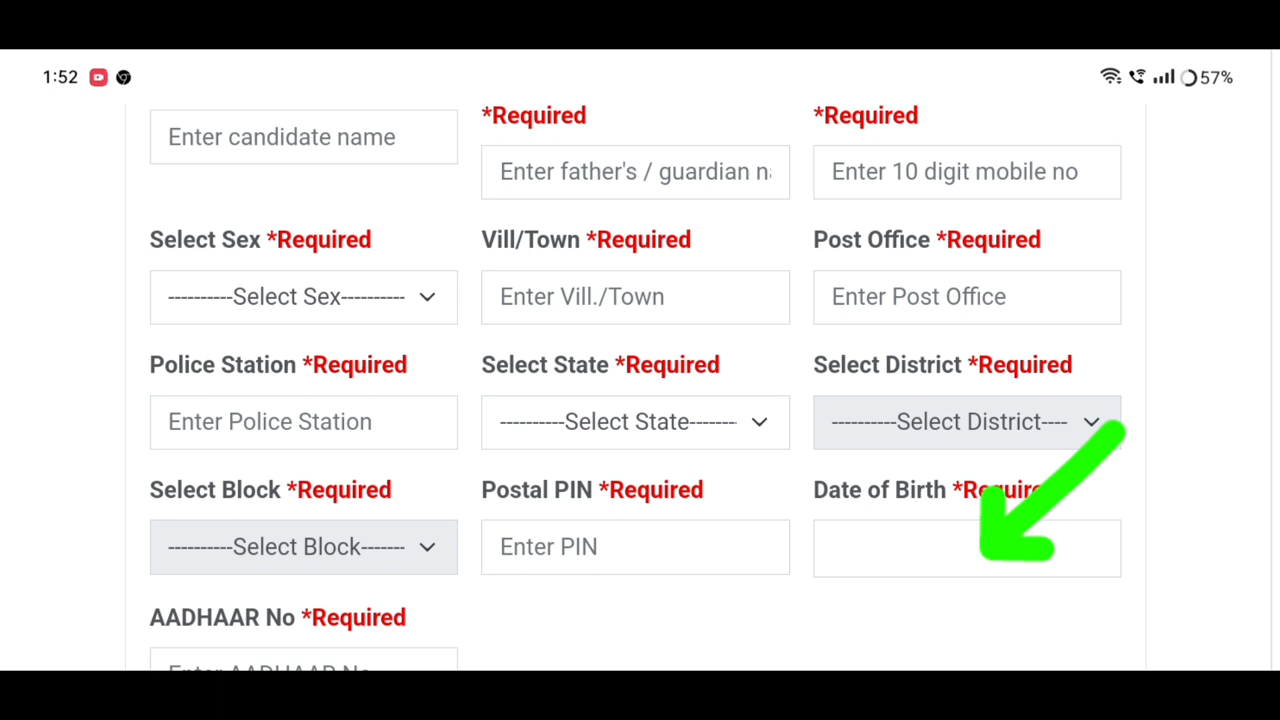 1:52
57%
*Required *Required
Enter candidate name
Enter father's / guardian Enter 10 digit mobile no
Select Sex *Required Vill/Town *Required Post Office *Required
----------Select Sex---------- Enter Vill./Town Enter Post Office
Police Station *Required Select State *Required Select District *Required
Enter Police Station ----------Select State------- ----------Select District----
Select Block *Required Postal PIN *Required Date of Birth
----------Select Block------- Enter PIN
AADHAAR No *Required
Enter AADHAAR No